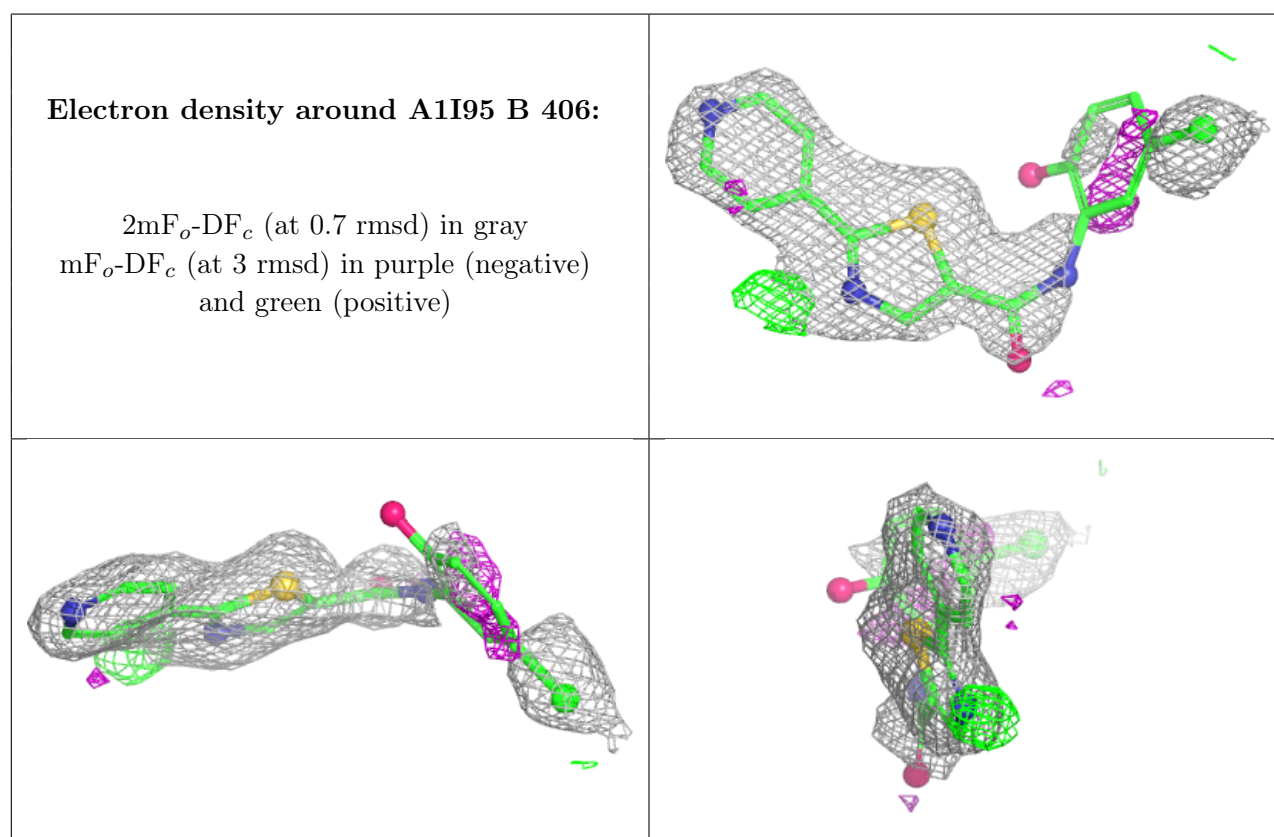 Electron density around A1I95 B 406:
2mFo-DFc (at 0.7 rmsd) in gray
mFo-DFc (at 3 rmsd) in purple (negative)
and green (positive)